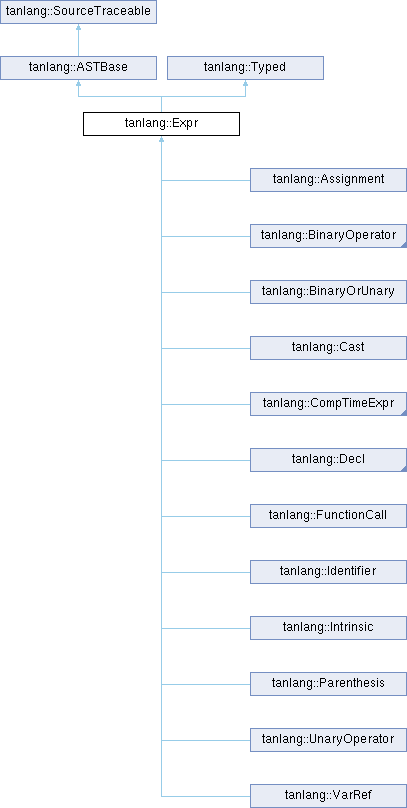 tanlang::SourceTraceable
tanlang::ASTBase
tanlang::Typed
tanlang::Expr
tanlang::Assignment
tanlang::BinaryOperator
tanlang::BinaryOrUnary
tanlang::Cast
tanlang::CompTimeExpr
tanlang::Decl
tanlang::FunctionCall
tanlang::Identifier
tanlang::Intrinsic
tanlang::Parenthesis
tanlang::UnaryOperator
tanlang::VarRef